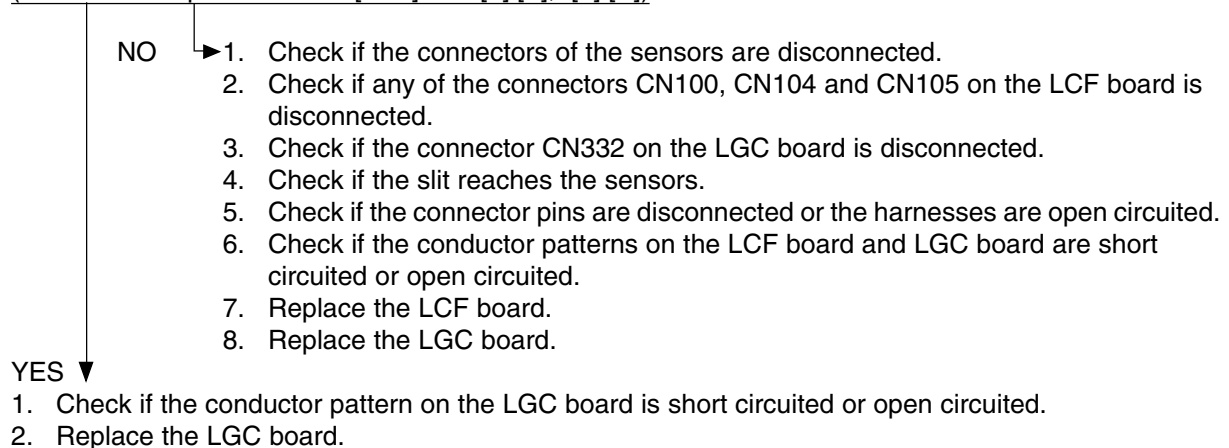 NO 1. Check if the connectors of the sensors are disconnected.
2. Check if any of the connectors CN100, CN104 and CN105 on the LCF board is
disconnected.
3. Check if the connector CN332 on the LGC board is disconnected.
4. Check if the slit reaches the sensors.
5. Check if the connector pins are disconnected or the harnesses are open circuited.
6. Check if the conductor patterns on the LCF board and LGC board are short
circuited or open circuited.
7. Replace the LCF board.
8. Replace the LGC board.
YES
1. Check if the conductor pattern on the LGC board is short circuited or open circuited.
2. Replace the LGC board.